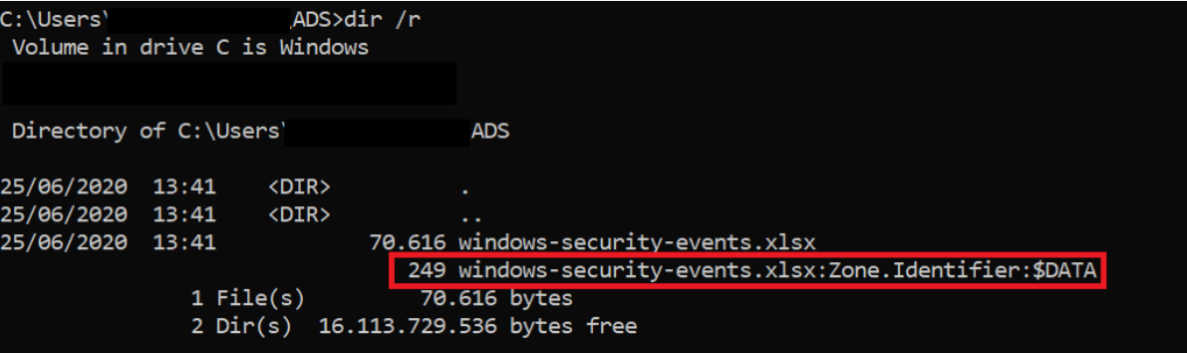 C:\Users\ ADS>dir /r
Volume in drive C is Windows
Directory of C:\Users\ ADS
25/06/2020 13:41 <DIR> .
25/06/2020 13:41 <DIR> ..
25/06/2020 13:41 70.616 windows-security-events.xlsx
249 windows-security-events.xlsx:Zone.Identifier:$DATA
1 File(s) 70.616 bytes
2 Dir(s) 16.113.729.536 bytes free